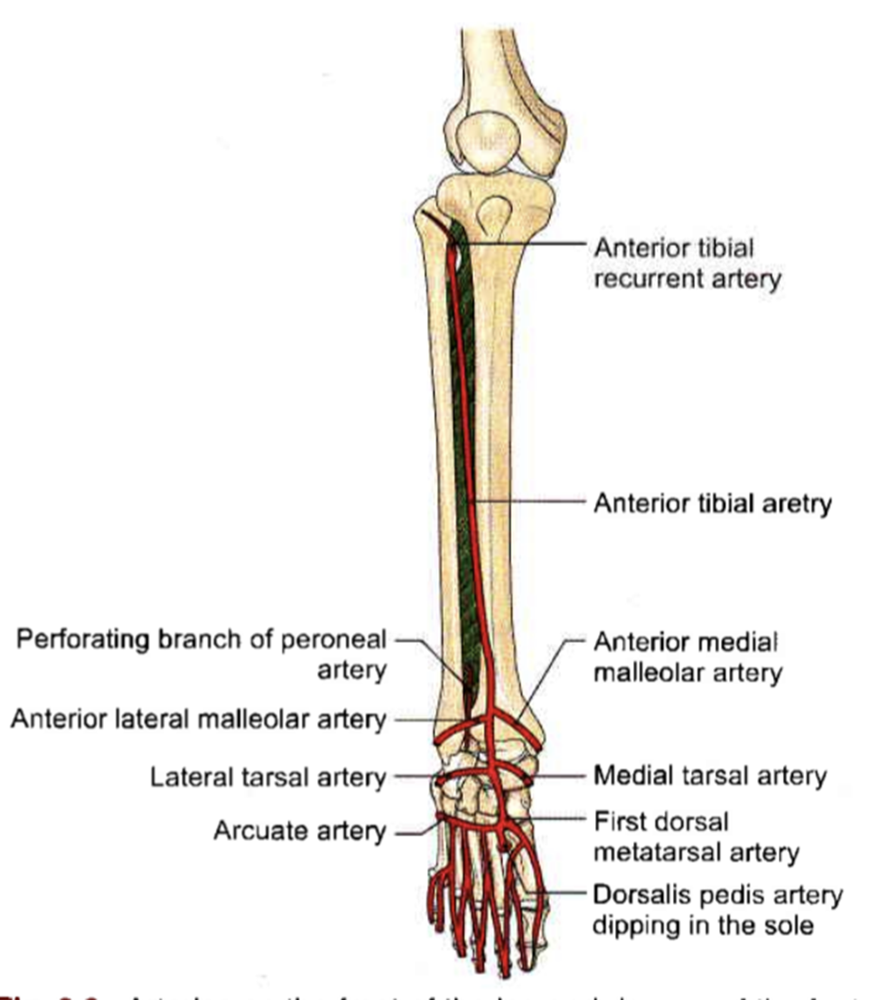 Anterior tibial
recurrent artery
Anterior tibial aretry
Perforating branch of peroneal
artery
Anterior medial
malleolar artery
Anterior lateral malleolar artery
Lateral tarsal artery
Medial tarsal artery
Arcuate artery
First dorsal
metatarsal artery
Dorsalis pedis artery
dipping in the sole